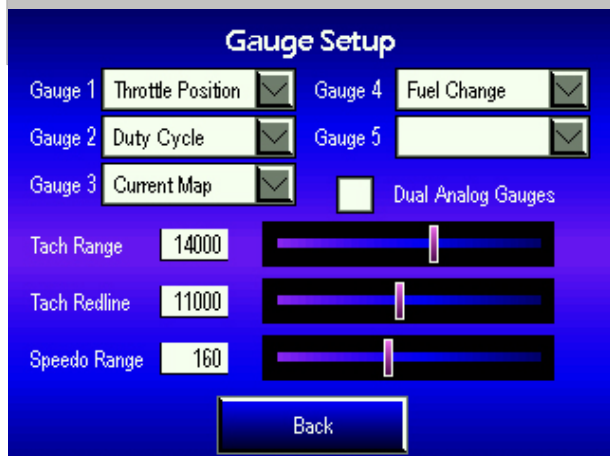 Gauge Setup
Gauge 1 Throttle Position Gauge 4 Fuel Change
Gauge 2 Duty Cycle Gauge 5
Gauge 3 Current Map
Dual Analog Gauges
Tach Range 14000
Tach Redline 11000
Speedo Range 160
Back